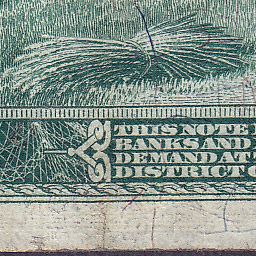 THIS NOTE
BANKS AND
DEMAND AT
DISTRICT